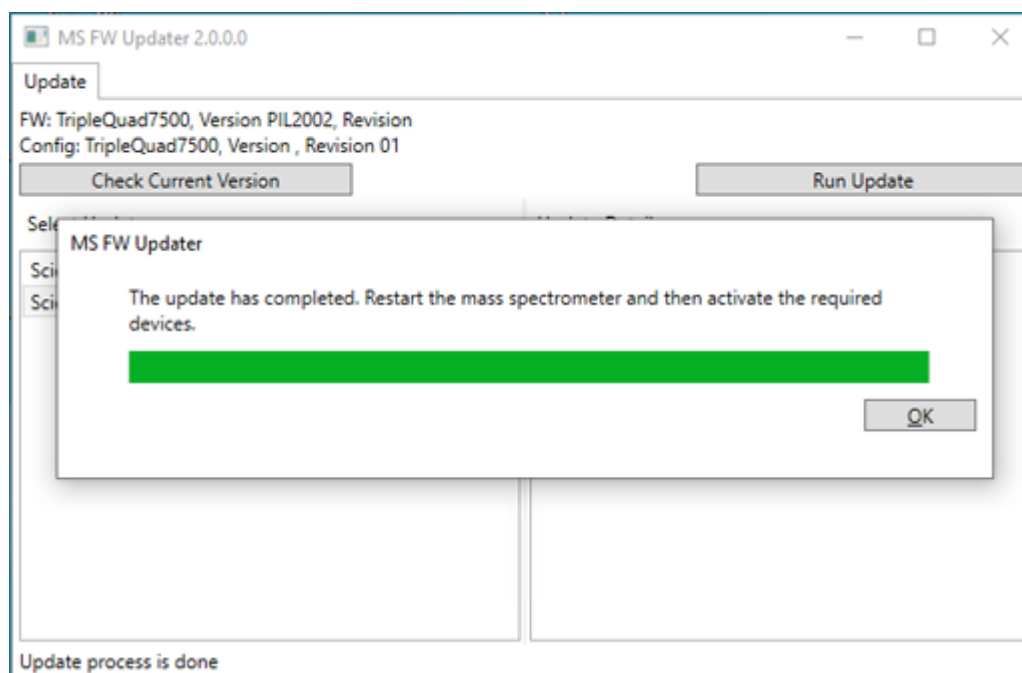 MS FW Updater 2.0.0.0
Update
FW: TripleQuad7500, Version PIL2002, Revision
Config: TripleQuad7500, Version , Revision 01
Check Current Version
Run Update
MS FW Updater
The update has completed. Restart the mass spectrometer and then activate the required
devices.
OK
Update process is done